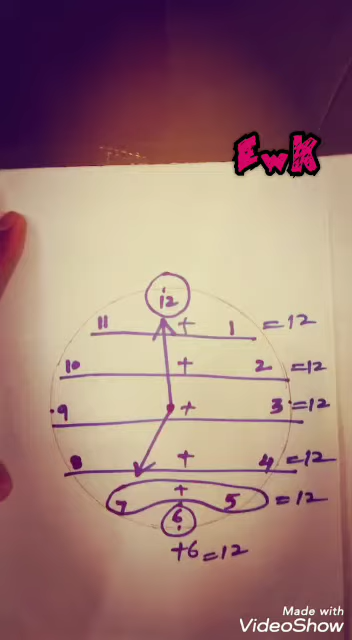 EwK
12
11 + 1 = 12
10 + 2 = 12
9 + 3 = 12
8 + 4 = 12
7 + 5 = 12
6
+6 = 12
Made with
VideoShow